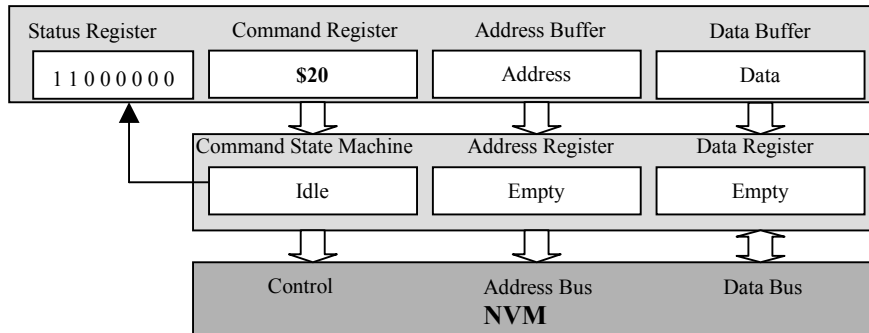 Status Register Command Register Address Buffer Data Buffer
1 1 0 0 0 0 0 0 $20 Address Data
Command State Machine Address Register Data Register
Idle Empty Empty
Control Address Bus Data Bus
NVM